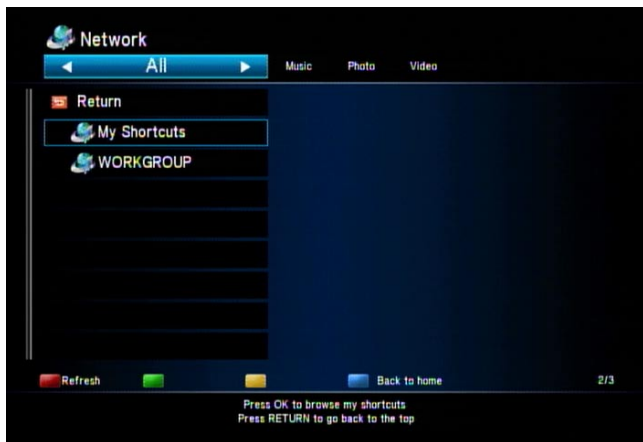 Network
All Music Photo Video
Return
My Shortcuts
WORKGROUP
Refresh Back to home 2/3
Press OK to browse my shortcuts
Press RETURN to go back to the top